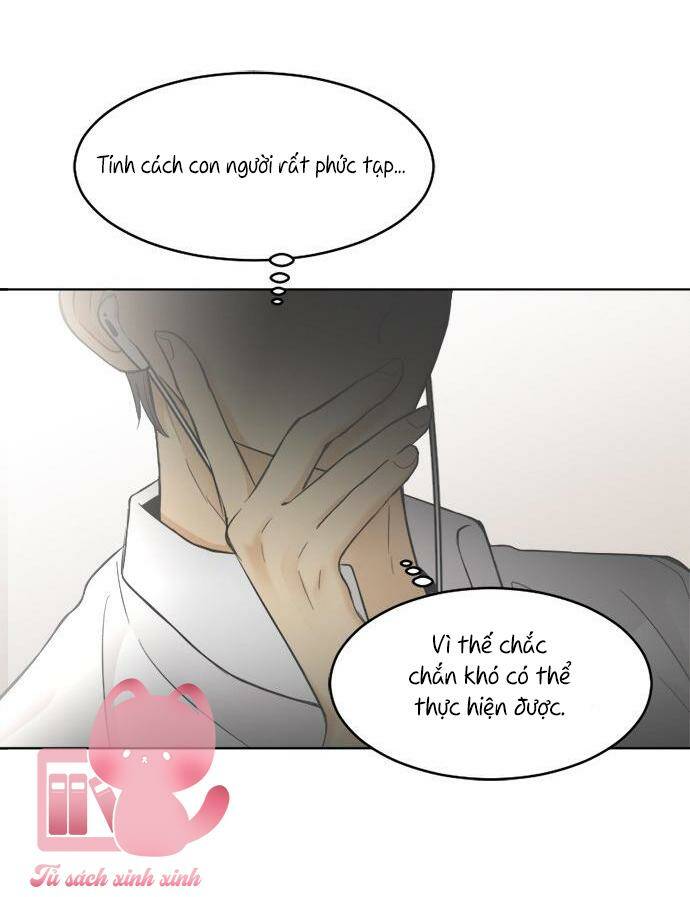 Tính cách con người rất phức tạp...
Vì thế chắc
chắn khó có thể
thực hiện được.
Tủ sách xinh xinh